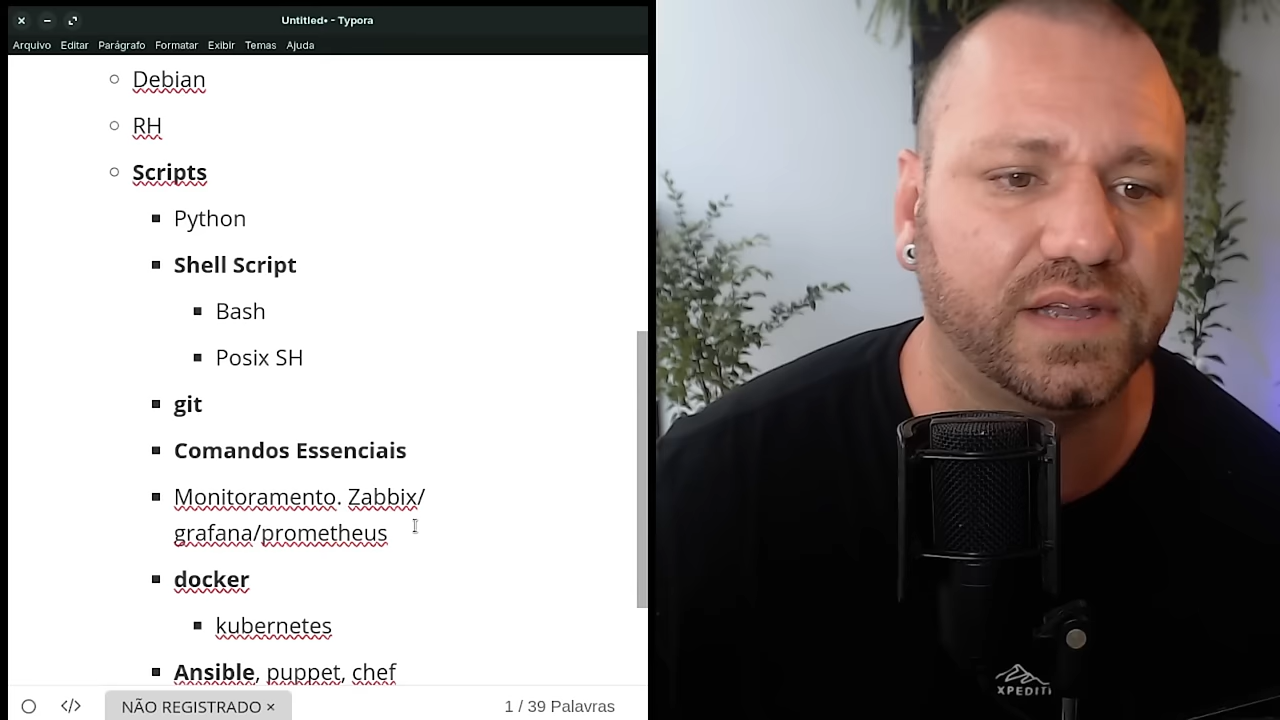 Untitled• - Typora
Arquivo Editar Parágrafo Formatar Exibir Temas Ajuda
Debian
RH
Scripts
Python
Shell Script
Bash
Posix SH
git
Comandos Essenciais
Monitoramento. Zabbix/
grafana/prometheus
docker
kubernetes
Ansible, puppet, chef
NÃO REGISTRADO ×
1 / 39 Palavras
XPEDITI